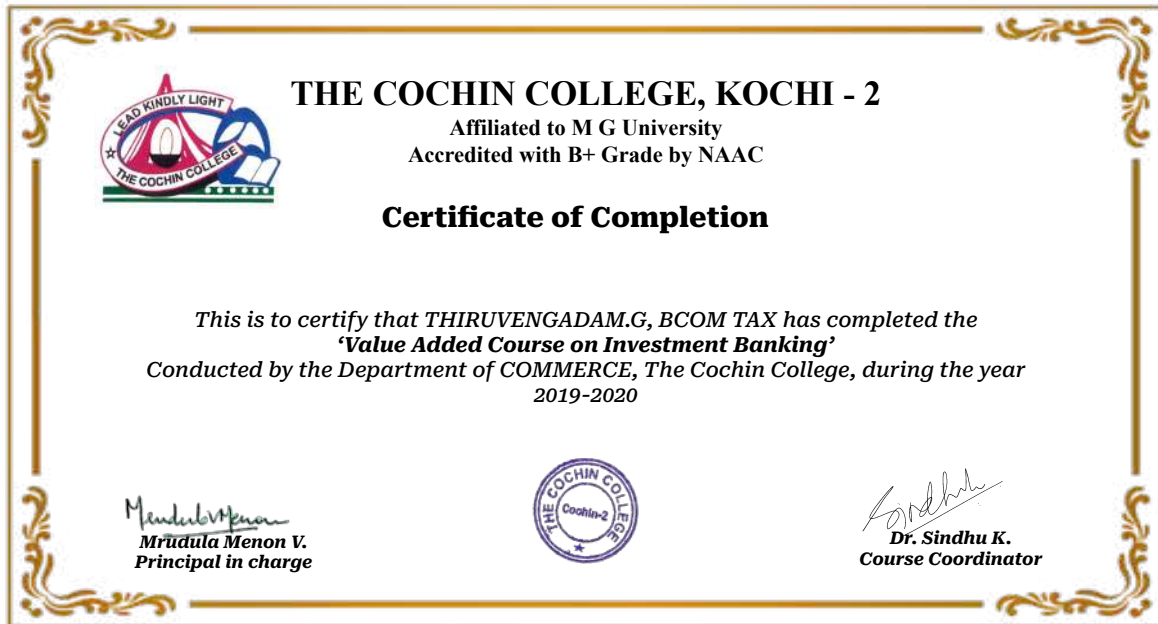 LEAD KINDLY LIGHT
THE COCHIN COLLEGE
THE COCHIN COLLEGE, KOCHI - 2
Affiliated to M G University
Accredited with B+ Grade by NAAC
Certificate of Completion
This is to certify that THIRUVENGADAM.G, BCOM TAX has completed the
‘Value Added Course on Investment Banking’
Conducted by the Department of COMMERCE, The Cochin College, during the year
2019-2020
THE COCHIN COLLEGE
Cochin-2
Sindhu
Mrudula Menon V.
Principal in charge
Dr. Sindhu K.
Course Coordinator